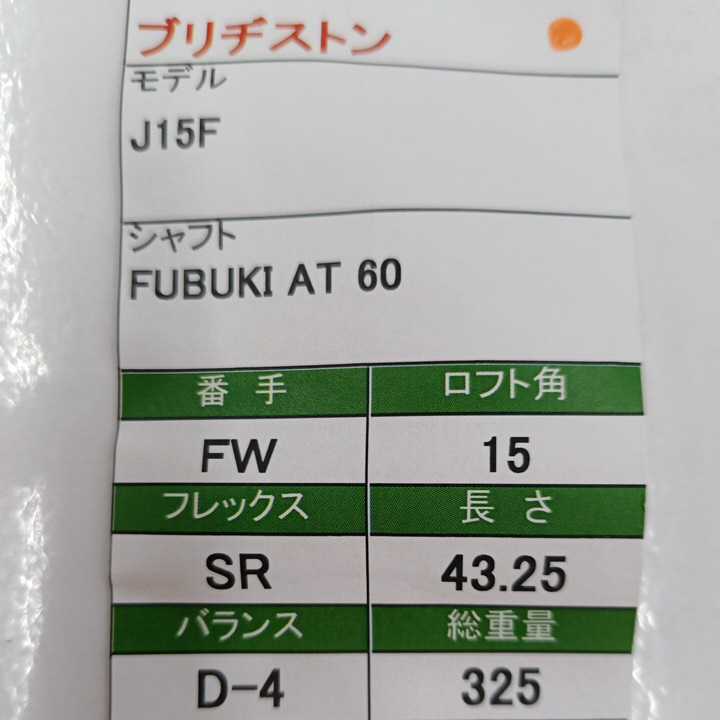 ブリヂストン
モデル
J15F
シャフト
FUBUKI AT 60
番 手 ロフト角
FW 15
フレックス 長 さ
SR 43.25
バランス 総重量
D-4 325